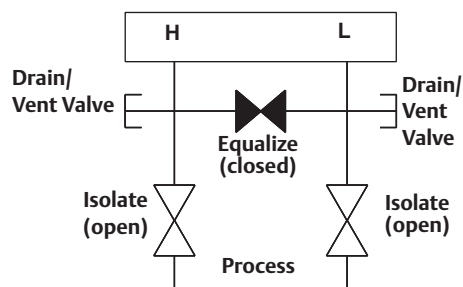 H
L
Drain/
Vent Valve
Drain/
Vent
Valve
Equalize
(closed)
Isolate
(open)
Isolate
(open)
Process